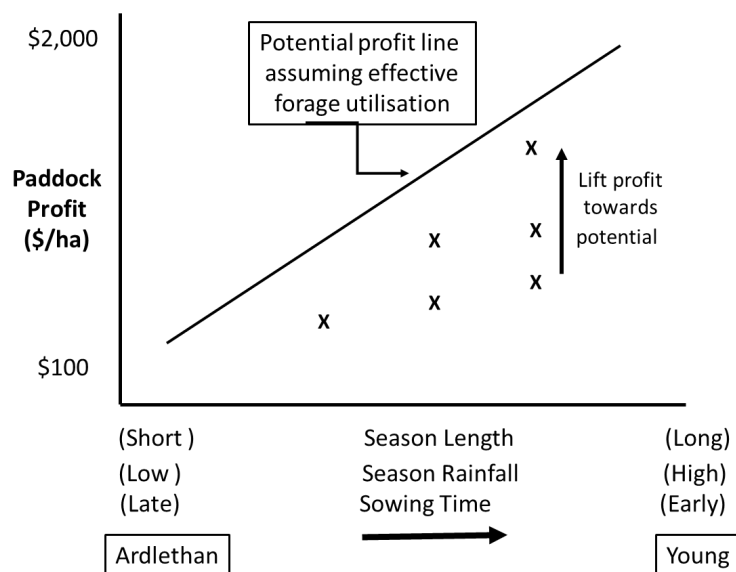 $2,000
Potential profit line
assuming effective
forage utilisation
X
Paddock
Profit
($/ha)
Lift profit
towards
potential
X
X
X
X
X
$100
(Short )
Season Length
(Long)
(Low )
Season Rainfall
(High)
(Late)
Sowing Time
(Early)
Ardlethan
Young